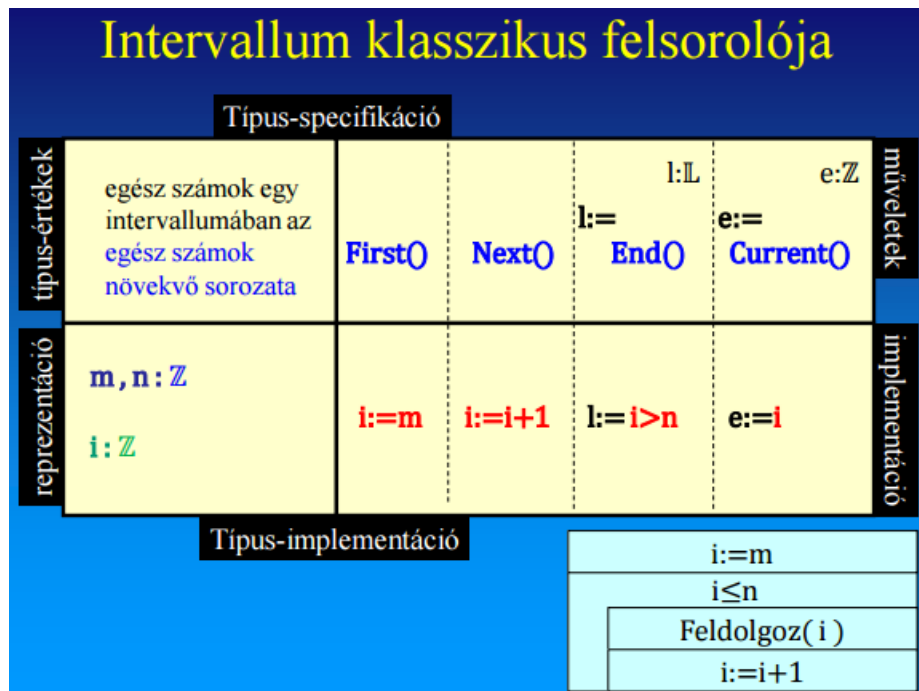 Intervallum klasszikus felsorolója
Típus-specifikáció
típus-értékek
egész számok egy
intervallumában az
egész számok
növekvő sorozata
First()
Next()
l:𝕃
l:=
End()
e:ℤ
e:=
Current()
műveletek
reprezentáció
m,n:ℤ
i:ℤ
i:=m
i:=i+1
l:=i>n
e:=i
implementáció
Típus-implementáció
i:=m
i≤n
Feldolgoz(i)
i:=i+1